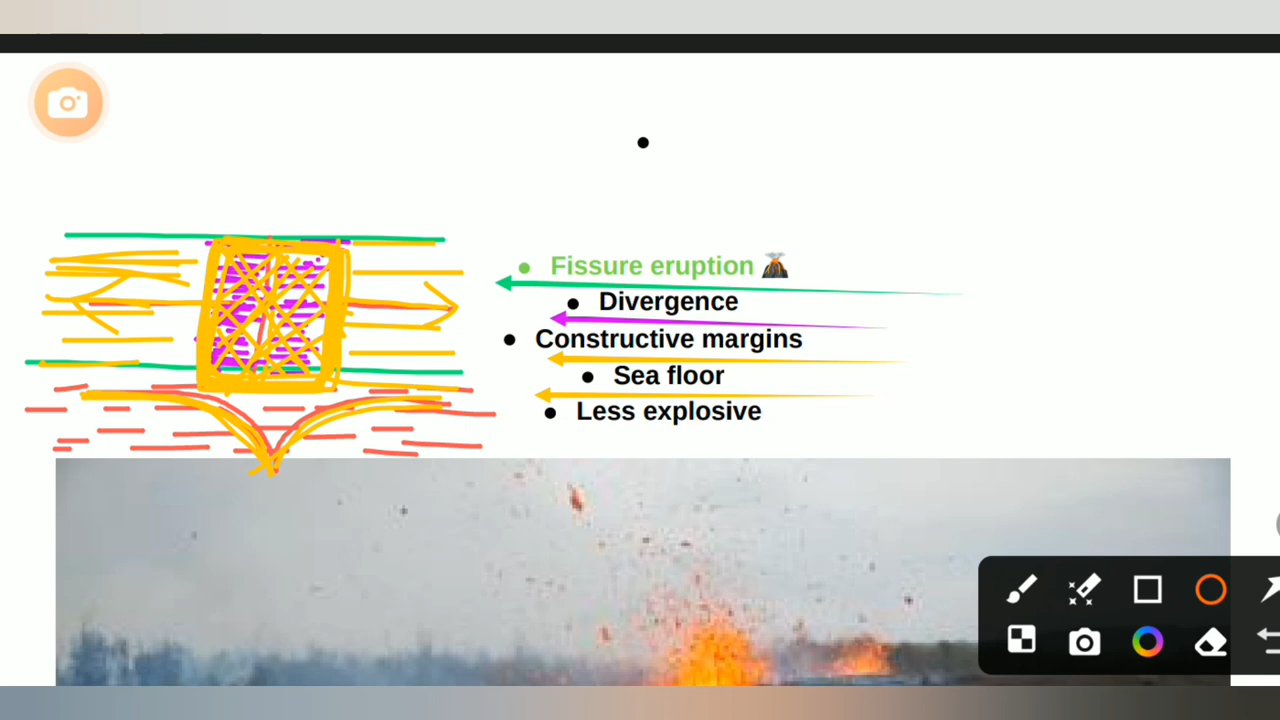 Fissure eruption 🌋
Divergence
Constructive margins
Sea floor
Less explosive